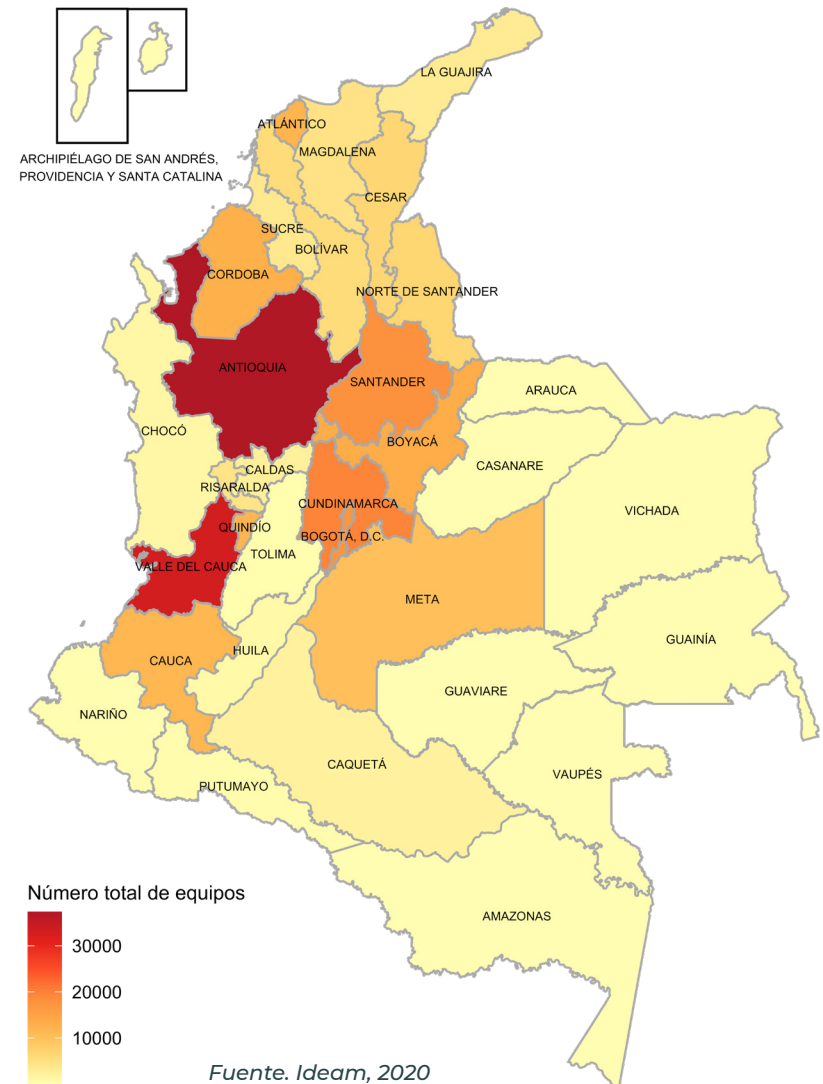 LA GUAJIRA
ATLÁNTICO
MAGDALENA
ARCHIPIÉLAGO DE SAN ANDRÉS,
PROVIDENCIA Y SANTA CATALINA
CESAR
SUCRE
BOLÍVAR
CORDOBA
NORTE DE SANTANDER
ANTIOQUIA
SANTANDER
ARAUCA
CHOCÓ
BOYACÁ
CALDAS
CASANARE
RISARALDA
CUNDINAMARCA
VICHADA
QUINDÍO
BOGOTÁ, D.C.
TOLIMA
VALLE DEL CAUCA
META
GUAINÍA
HUILA
CAUCA
GUAVIARE
NARIÑO
CAQUETÁ
VAUPÉS
PUTUMAYO
Número total de equipos
AMAZONAS
30000
20000
10000
Fuente. Ideam, 2020